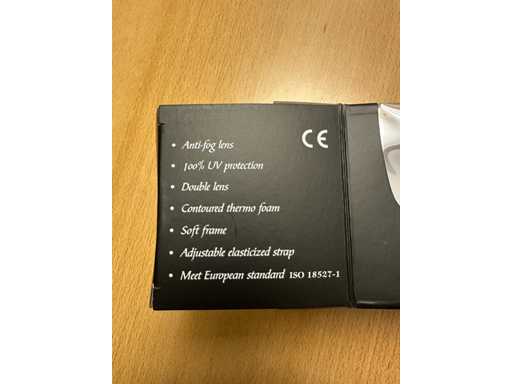 CE
• Anti-fog lens
• 100% UV protection
• Double lens
• Contoured thermo foam
• Soft frame
• Adjustable elasticized strap
• Meet European standard ISO 18527-1